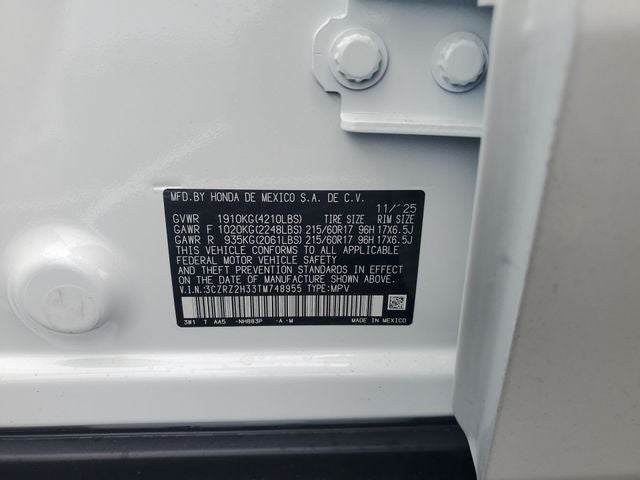 MFD.BY HONDA DE MEXICO S.A. DE C.V.
11/'25
GVWR 1910KG(4210LBS) TIRE SIZE RIM SIZE
GAWR F 1020KG(2248LBS) 215/60R17 96H 17X6.5J
GAWR R 935KG(2061LBS) 215/60R17 96H 17X6.5J
THIS VEHICLE CONFORMS TO ALL APPLICABLE
FEDERAL MOTOR VEHICLE SAFETY
AND THEFT PREVENTION STANDARDS IN EFFECT
ON THE DATE OF MANUFACTURE SHOWN ABOVE.
V.I.N.:3CZRZ2H33TM748955 TYPE:MPV
3W1 T AA5 -NH883P -A -M MADE IN MEXICO